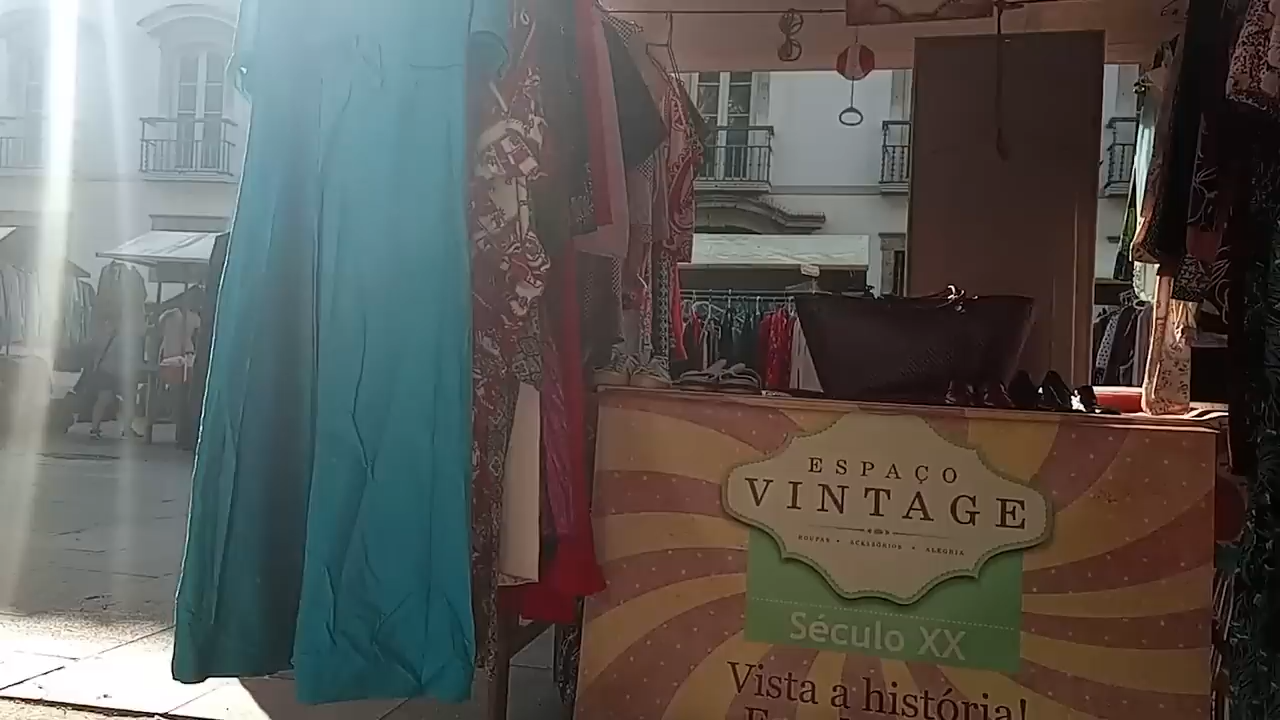 ESPAÇO
VINTAGE
ROUPAS • ACESSÓRIOS • ALEGRIA
Século XX
Vista a história!